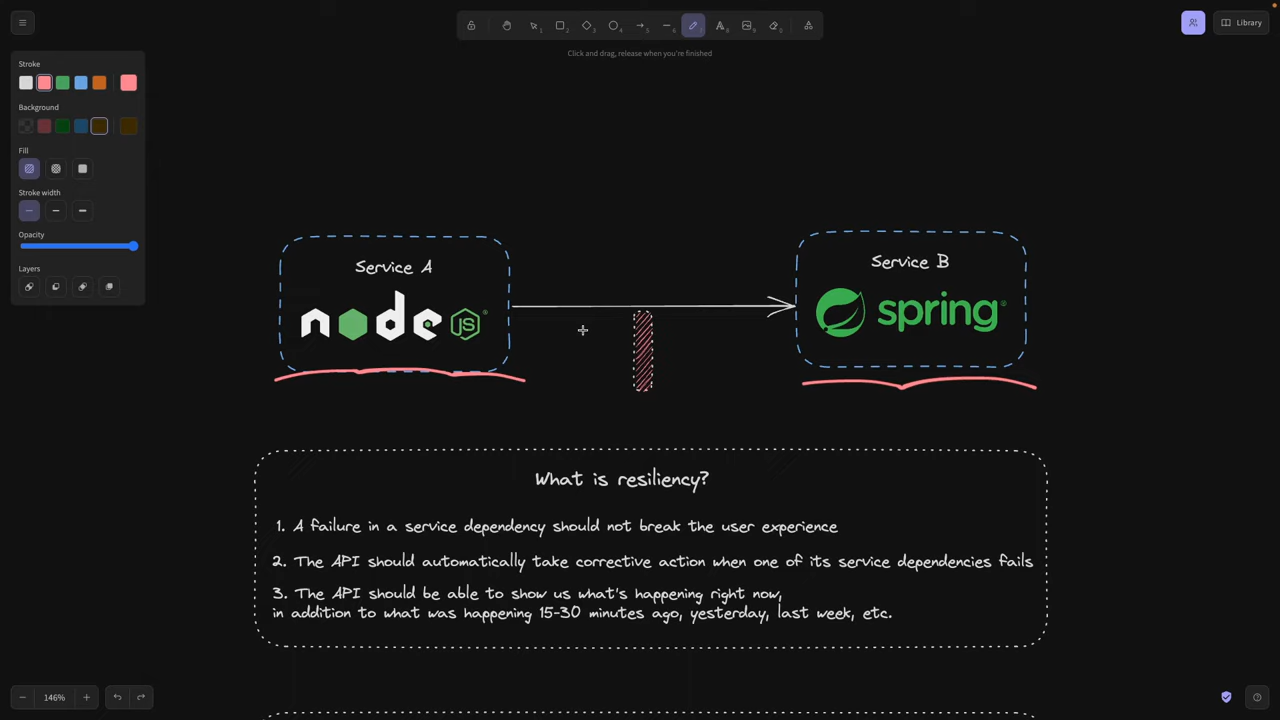 Library
Click and drag, release when you're finished
Stroke
Background
Fill
Stroke width
Opacity
Layers
Service A
node
JS
Service B
spring
What is resiliency?
1. A failure in a service dependency should not break the user experience
2. The API should automatically take corrective action when one of its service dependencies fails
3. The API should be able to show us what's happening right now,
in addition to what was happening 15-30 minutes ago, yesterday, last week, etc.
146%